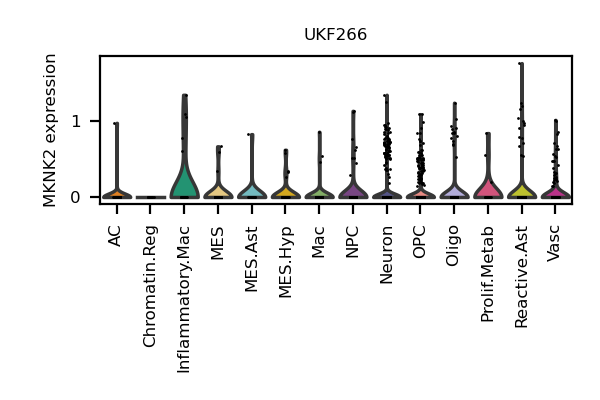 UKF266
MKNK2 expression
1
0
AC
Chromatin.Reg
Inflammatory.Mac
MES
MES.Ast
MES.Hyp
Mac
NPC
Neuron
OPC
Oligo
Prolif.Metab
Reactive.Ast
Vasc